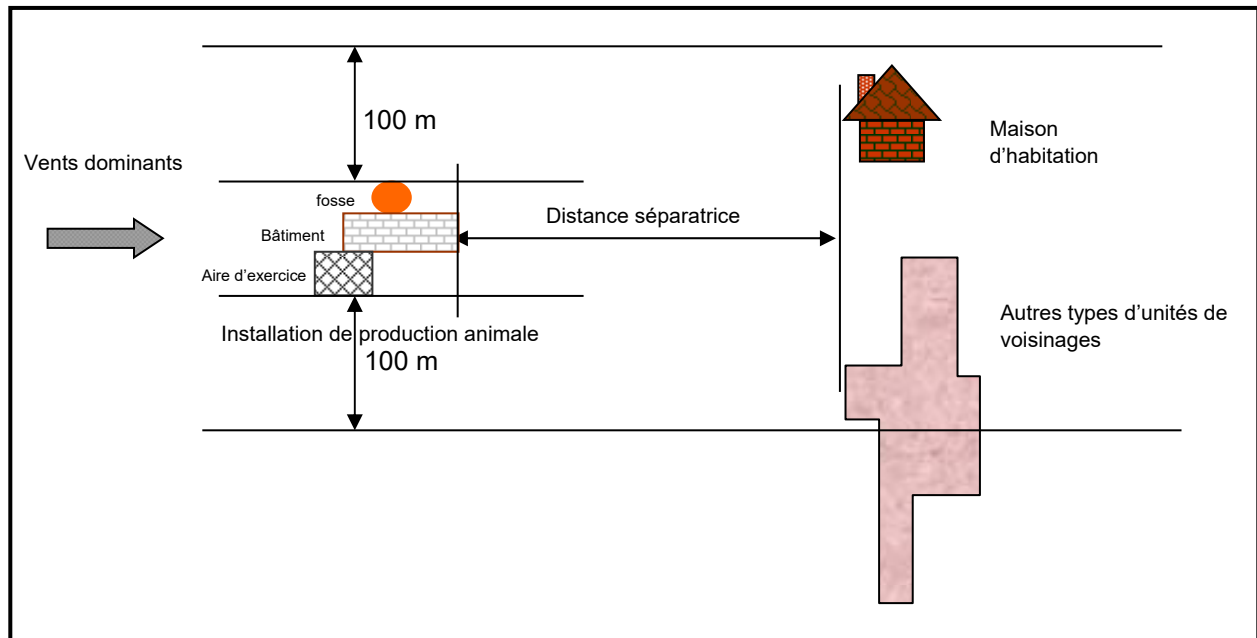 100 m
Vents dominants
fosse
Bâtiment
Aire d’exercice
Distance séparatrice
Maison
d’habitation
Installation de production animale
100 m
Autres types d’unités de
voisinages